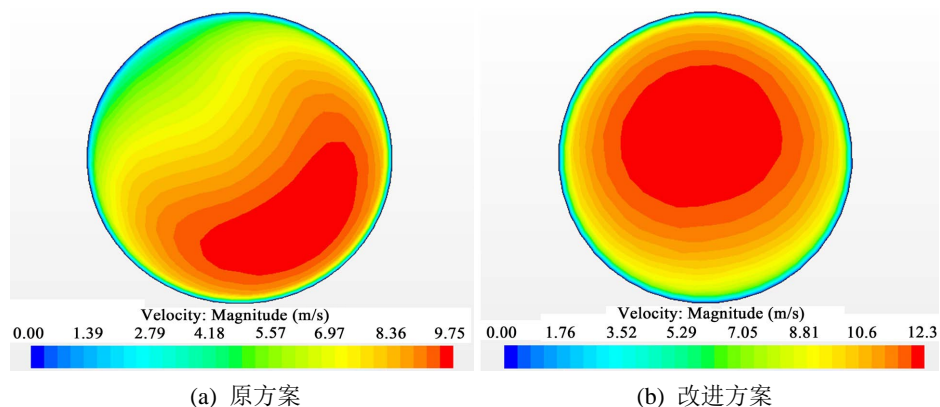 Velocity: Magnitude (m/s)
0.00 1.39 2.79 4.18 5.57 6.97 8.36 9.75
(a) 原方案
Velocity: Magnitude (m/s)
0.00 1.76 3.52 5.29 7.05 8.81 10.6 12.3
(b) 改进方案